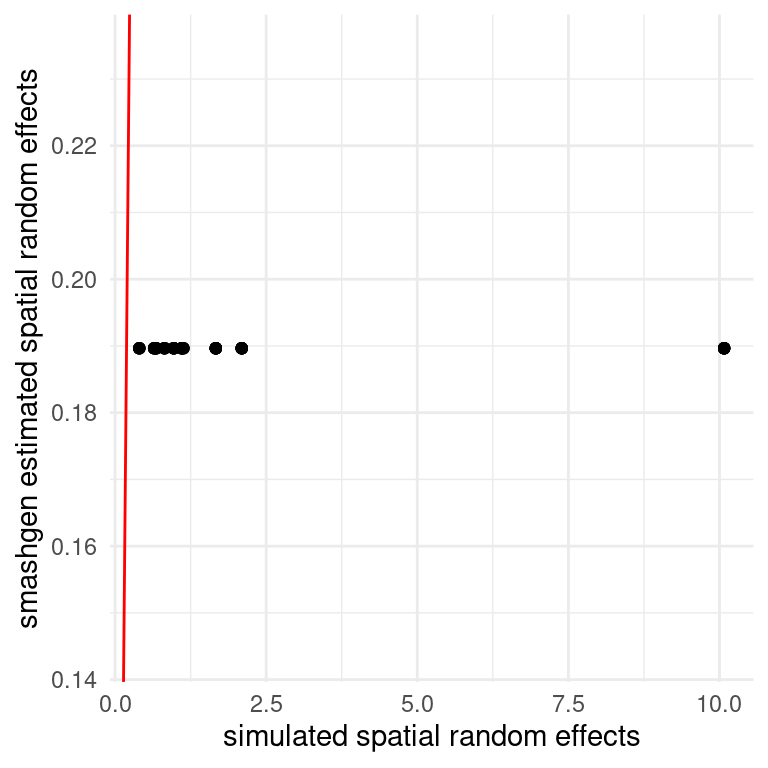 smashgen estimated spatial random effects
0.22
0.20
0.18
0.16
0.14
0.0 2.5 5.0 7.5 10.0
simulated spatial random effects